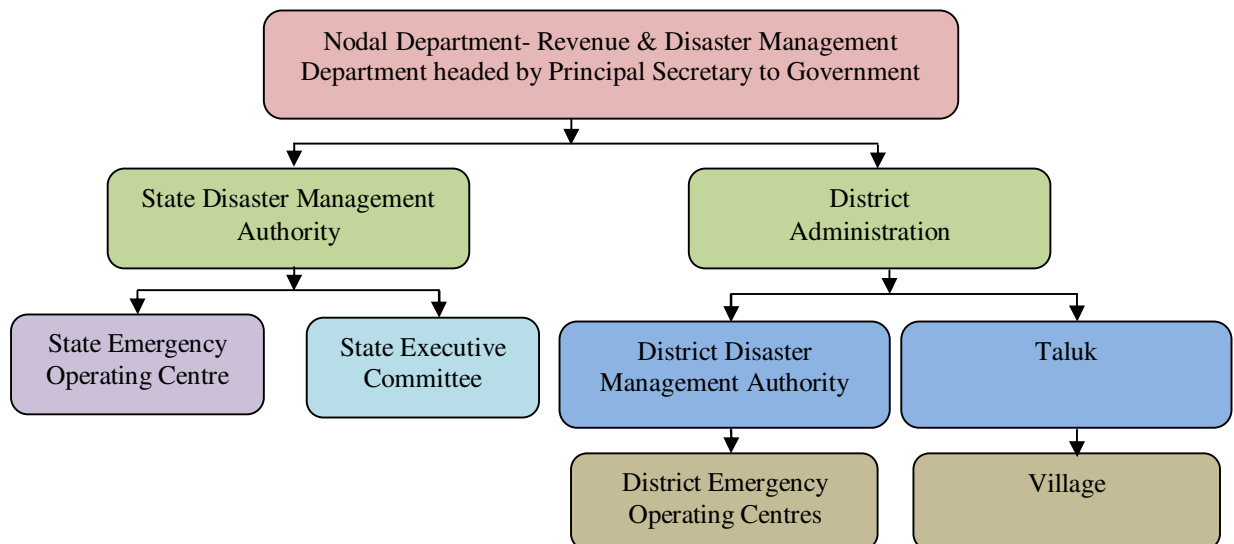 Nodal Department- Revenue & Disaster Management
Department headed by Principal Secretary to Government
State Disaster Management
Authority
District
Administration
State Emergency
Operating Centre
State Executive
Committee
District Disaster
Management Authority
Taluk
District Emergency
Operating Centres
Village